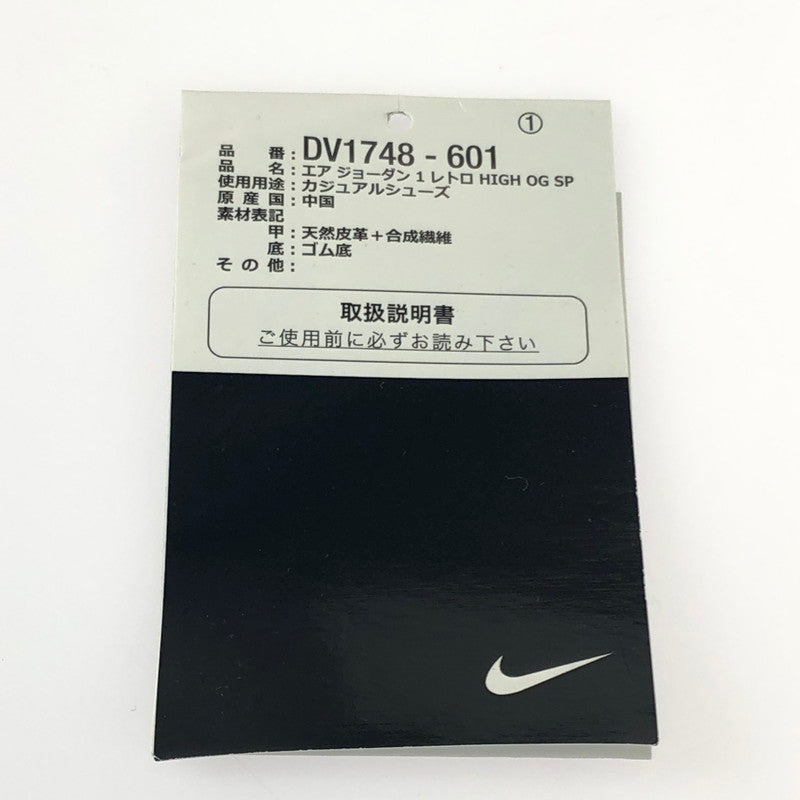 ①
品番：DV1748 - 601
品名：エア ジョーダン 1 レトロ HIGH OG SP
使用用途：カジュアルシューズ
原産国：中国
素材表記
甲：天然皮革＋合成繊維
底：ゴム底
その他：
取扱説明書
ご使用前に必ずお読み下さい